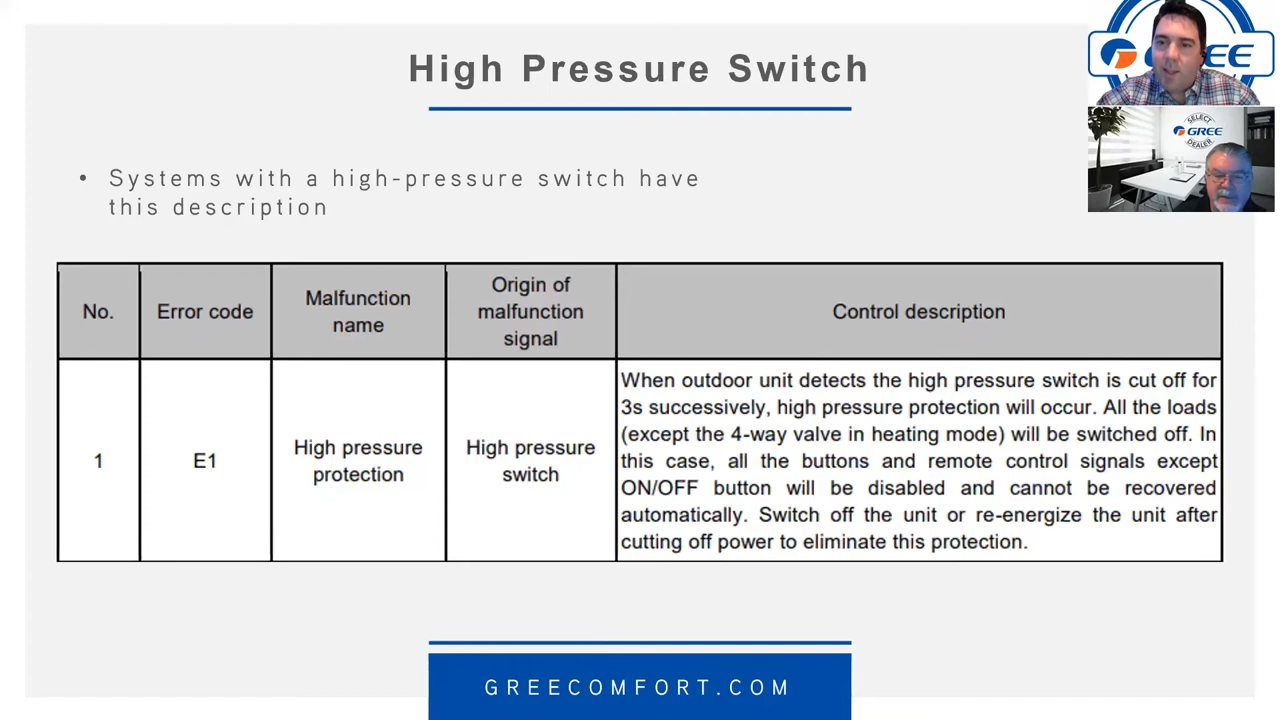 High Pressure Switch
• Systems with a high-pressure switch have
this description
No.
Error code
Malfunction
name
Origin of
malfunction
signal
Control description
1
E1
High pressure
protection
High pressure
switch
When outdoor unit detects the high pressure switch is cut off for
3s successively, high pressure protection will occur. All the loads
(except the 4-way valve in heating mode) will be switched off. In
this case, all the buttons and remote control signals except
ON/OFF button will be disabled and cannot be recovered
automatically. Switch off the unit or re-energize the unit after
cutting off power to eliminate this protection.
GREECOMFORT.COM
GREE
SELECT
GREE
DEALER